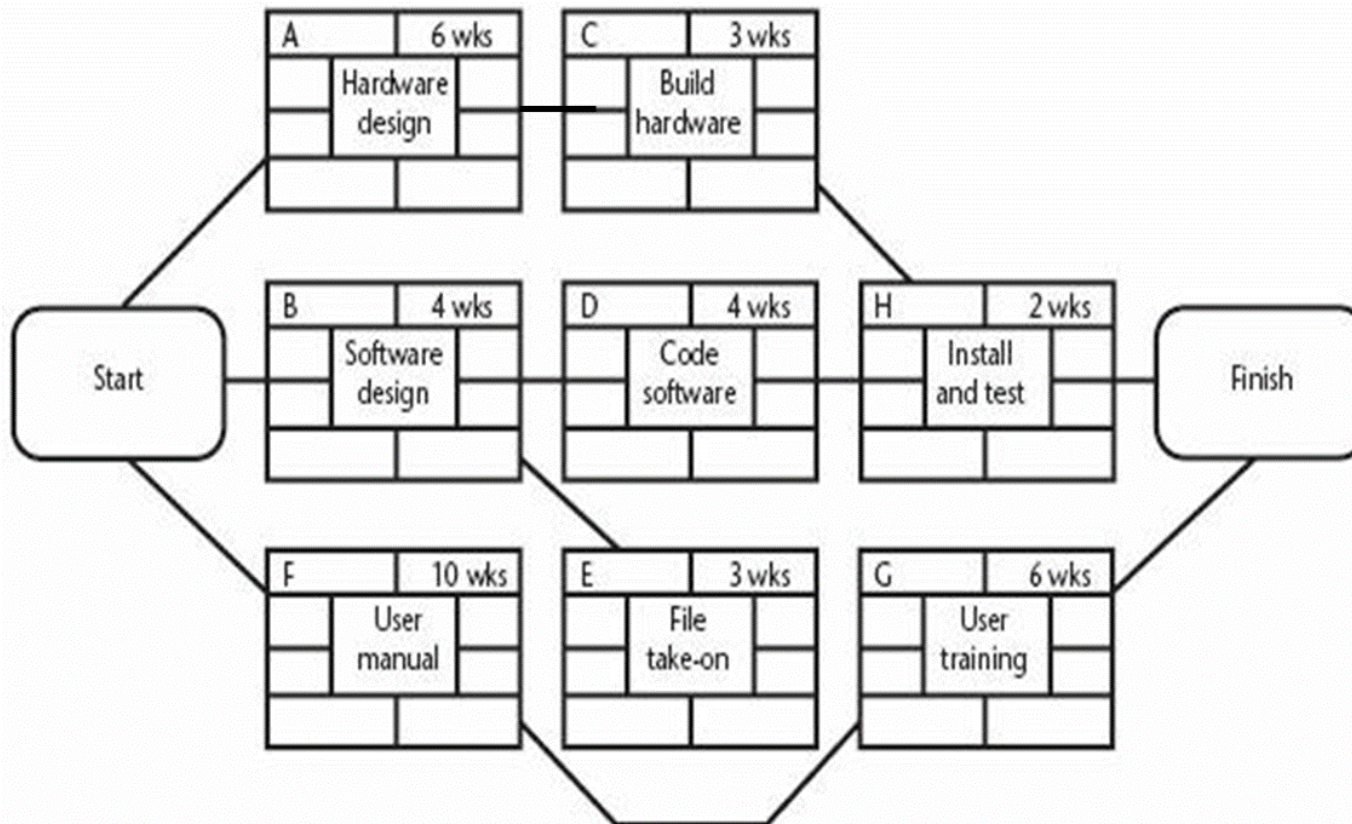 A 6 wks
Hardware
design
C 3 wks
Build
hardware
Start
B 4 wks
Software
design
D 4 wks
Code
software
H 2 wks
Install
and test
Finish
F 10 wks
User
manual
E 3 wks
File
take-on
G 6 wks
User
training